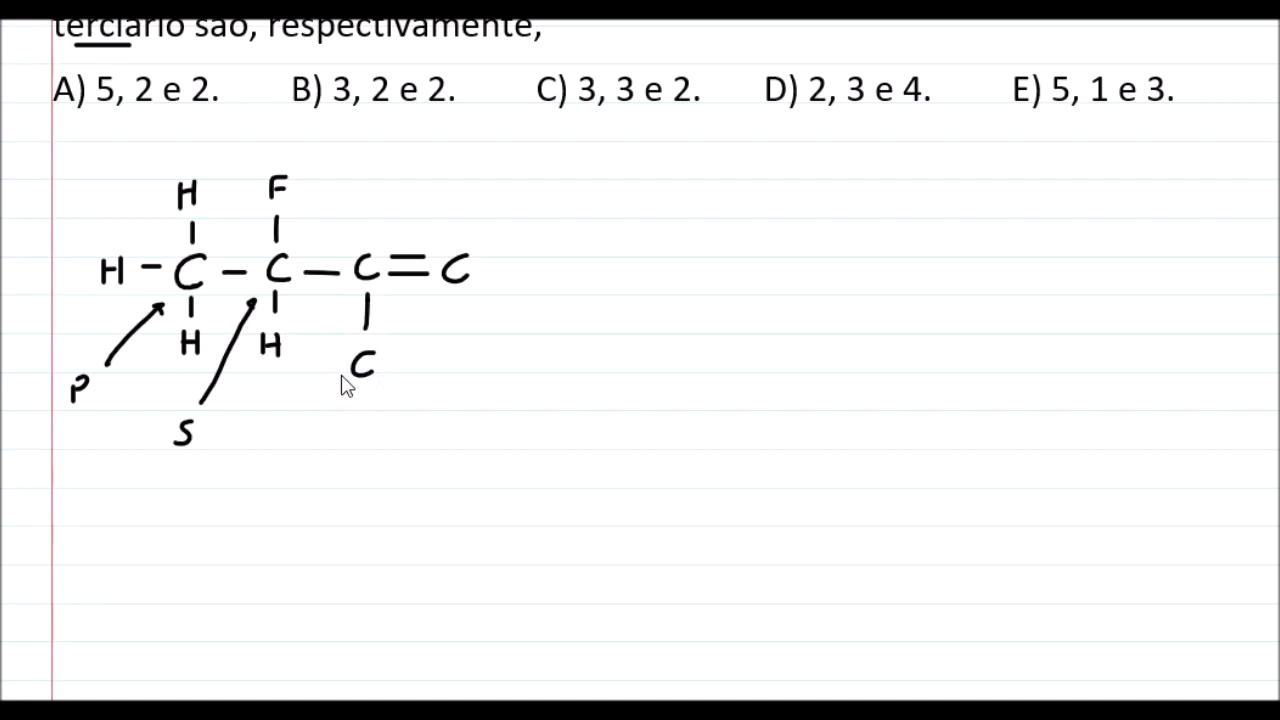 terciário são, respectivamente,
A) 5, 2 e 2. B) 3, 2 e 2. C) 3, 3 e 2. D) 2, 3 e 4. E) 5, 1 e 3.
H F
H - C - C - C = C
H H C
P
S